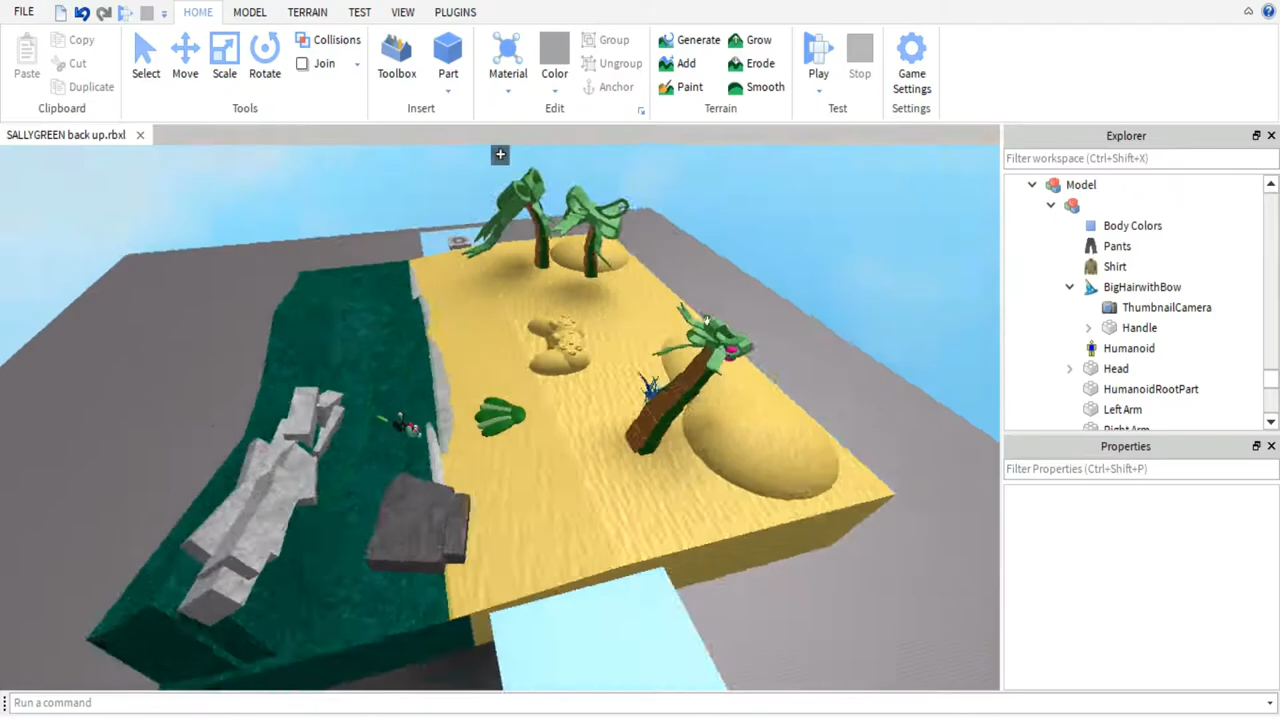 FILE HOME MODEL TERRAIN TEST VIEW PLUGINS
Copy Collisions Group Generate Grow
Cut Join Ungroup Add Erode
Paste Duplicate Select Move Scale Rotate Toolbox Part Material Color Anchor Paint Smooth Play Stop Game Settings
Clipboard Tools Insert Edit Terrain Test Settings
SALLYGREEN back up.rbxl
Explorer
Filter workspace (Ctrl+Shift+X)
Model
Body Colors
Pants
Shirt
BigHairwithBow
ThumbnailCamera
Handle
Humanoid
Head
HumanoidRootPart
Left Arm
Right Arm
Properties
Filter Properties (Ctrl+Shift+P)
Run a command